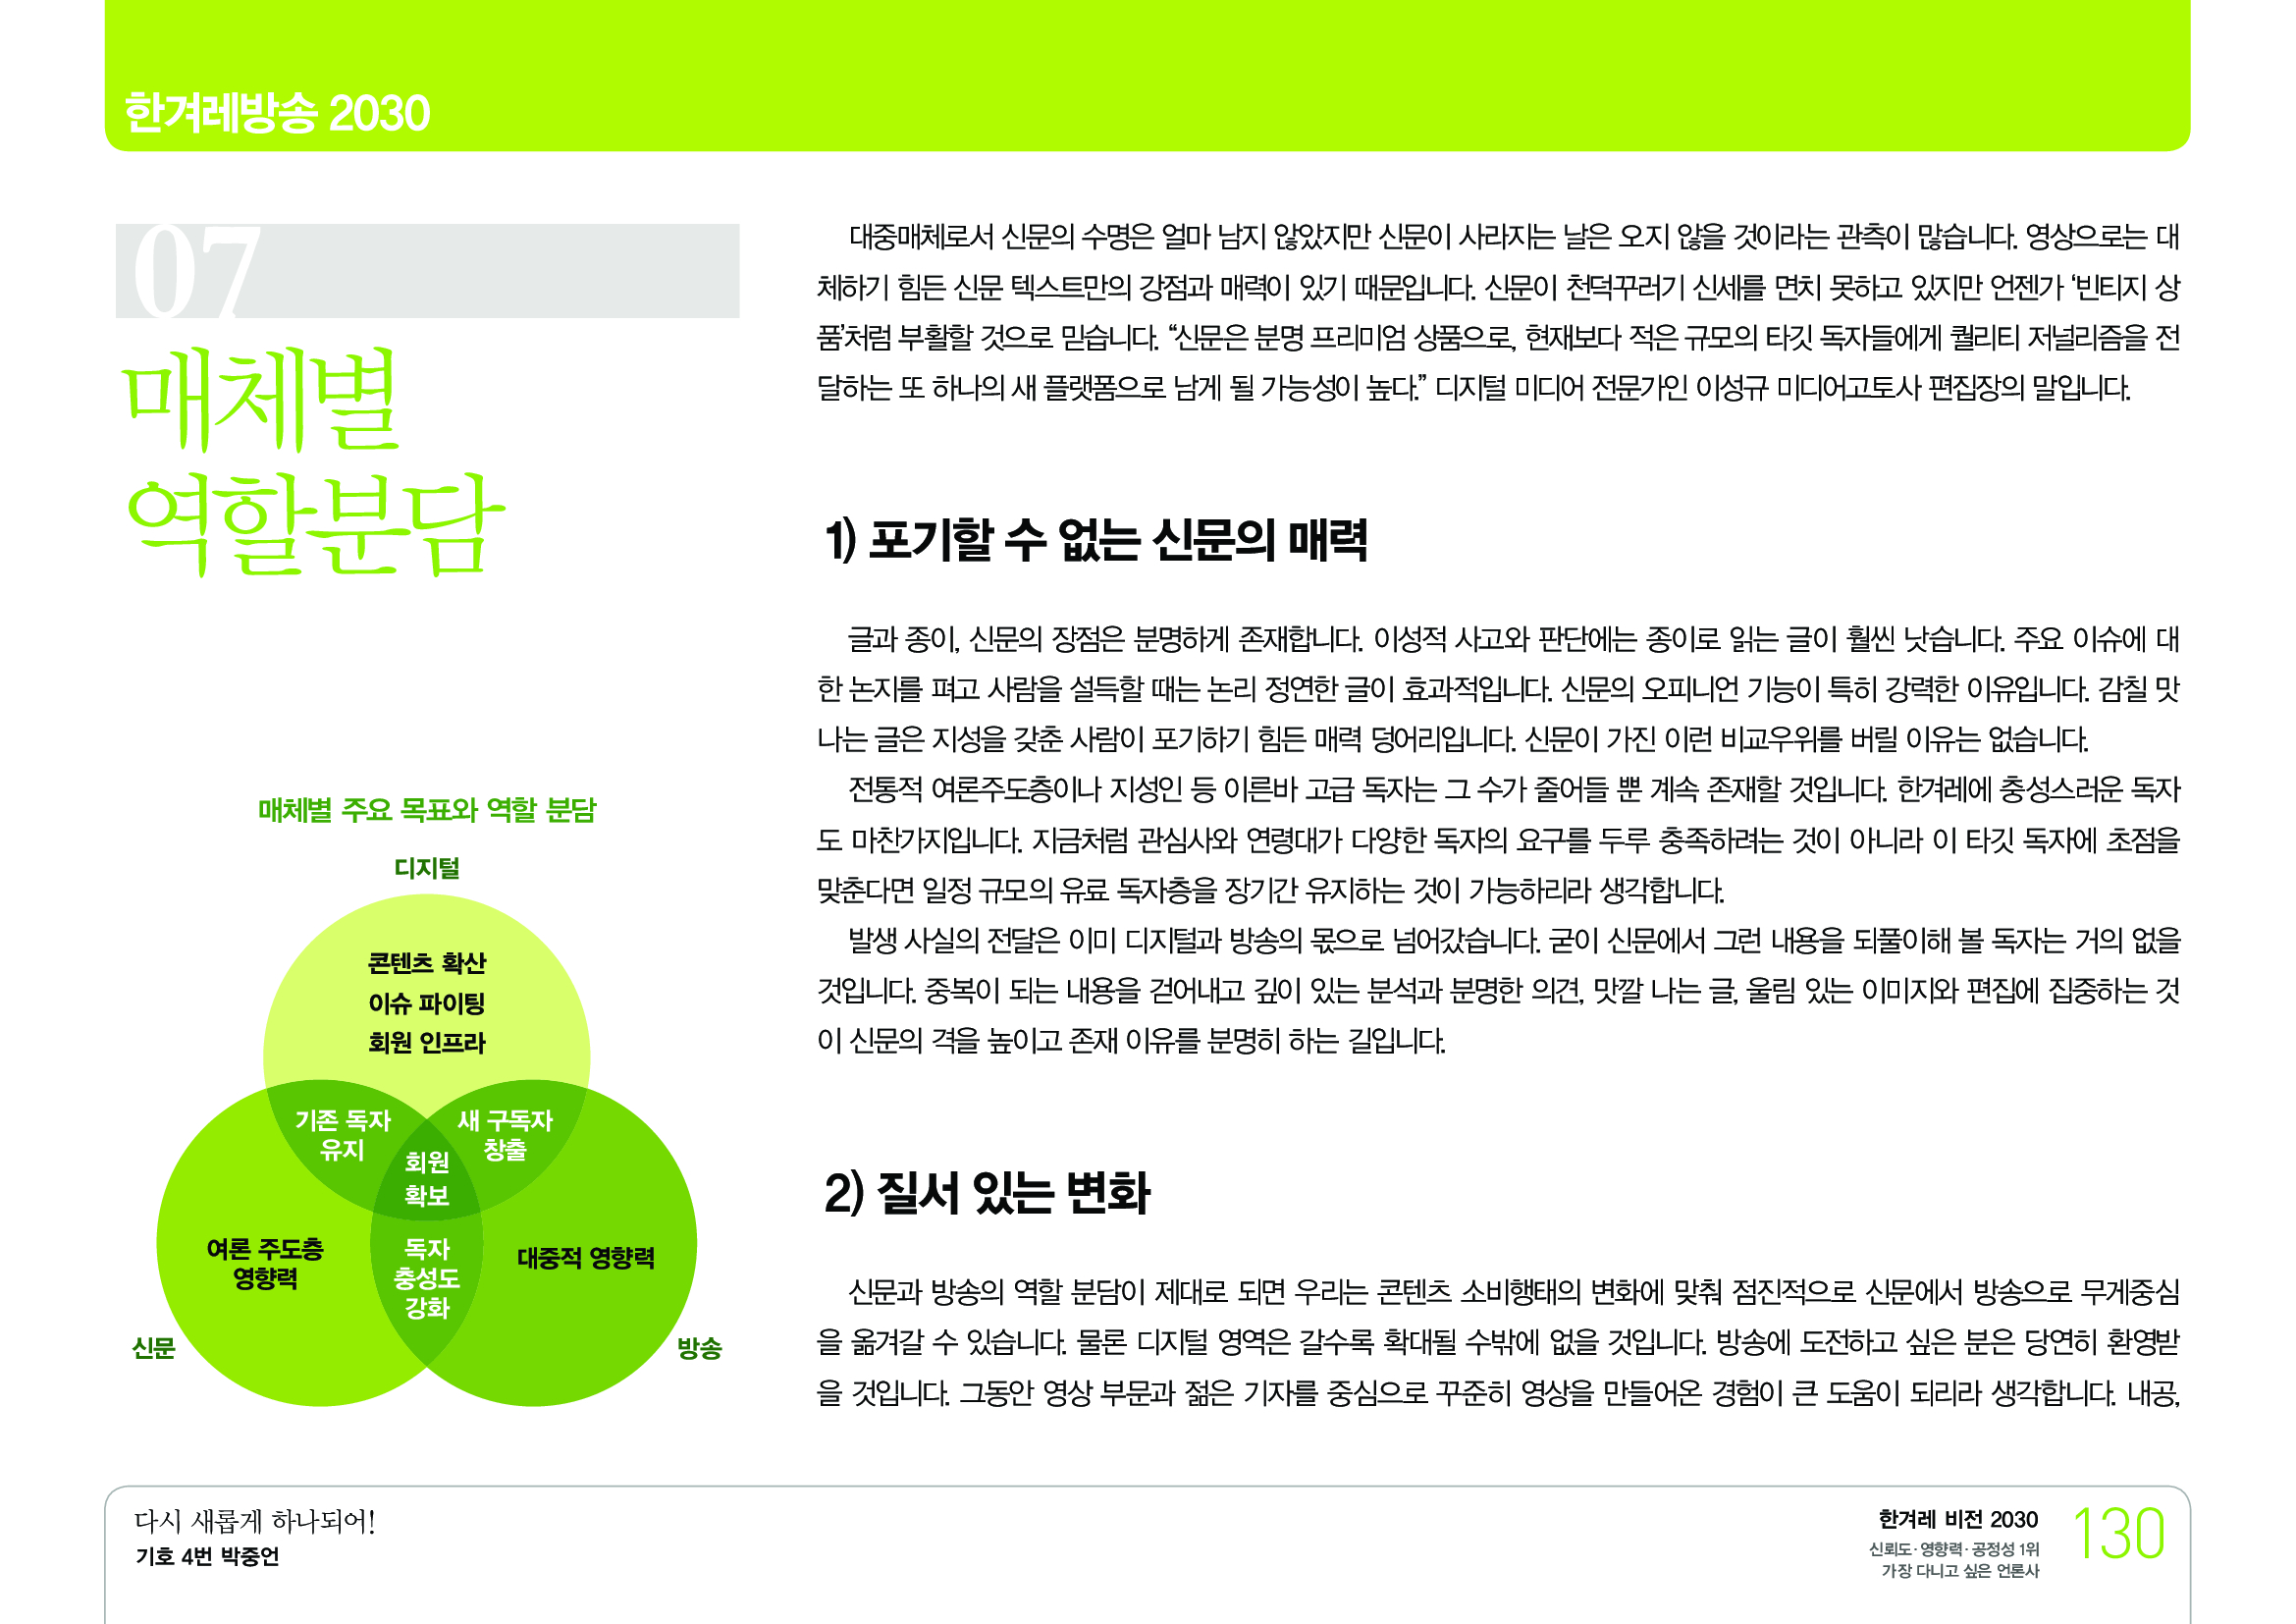 한겨레방송 2030
07
매체별
역할분담
매체별 주요 목표와 역할 분담
디지털
콘텐츠 확산
이슈 파이팅
회원 인프라
기존 독자
유지
새 구독자
창출
회원
확보
여론 주도층
영향력
독자
충성도
강화
대중적 영향력
신문
방송
대중매체로서 신문의 수명은 얼마 남지 않았지만 신문이 사라지는 날은 오지 않을 것이라는 관측이 많습니다. 영상으로는 대
체하기 힘든 신문 텍스트만의 강점과 매력이 있기 때문입니다. 신문이 천덕꾸러기 신세를 면치 못하고 있지만 언젠가 ‘빈티지 상
품’처럼 부활할 것으로 믿습니다. “신문은 분명 프리미엄 상품으로, 현재보다 적은 규모의 타깃 독자들에게 퀄리티 저널리즘을 전
달하는 또 하나의 새 플랫폼으로 남게 될 가능성이 높다.” 디지털 미디어 전문가인 이성규 미디어고토사 편집장의 말입니다.
1) 포기할 수 없는 신문의 매력
글과 종이, 신문의 장점은 분명하게 존재합니다. 이성적 사고와 판단에는 종이로 읽는 글이 훨씬 낫습니다. 주요 이슈에 대
한 논지를 펴고 사람을 설득할 때는 논리 정연한 글이 효과적입니다. 신문의 오피니언 기능이 특히 강력한 이유입니다. 감칠 맛
나는 글은 지성을 갖춘 사람이 포기하기 힘든 매력 덩어리입니다. 신문이 가진 이런 비교우위를 버릴 이유는 없습니다.
전통적 여론주도층이나 지성인 등 이른바 고급 독자는 그 수가 줄어들 뿐 계속 존재할 것입니다. 한겨레에 충성스러운 독자
도 마찬가지입니다. 지금처럼 관심사와 연령대가 다양한 독자의 요구를 두루 충족하려는 것이 아니라 이 타깃 독자에 초점을
맞춘다면 일정 규모의 유료 독자층을 장기간 유지하는 것이 가능하리라 생각합니다.
발생 사실의 전달은 이미 디지털과 방송의 몫으로 넘어갔습니다. 굳이 신문에서 그런 내용을 되풀이해 볼 독자는 거의 없을
것입니다. 중복이 되는 내용을 걷어내고 깊이 있는 분석과 분명한 의견, 맛깔 나는 글, 울림 있는 이미지와 편집에 집중하는 것
이 신문의 격을 높이고 존재 이유를 분명히 하는 길입니다.
2) 질서 있는 변화
신문과 방송의 역할 분담이 제대로 되면 우리는 콘텐츠 소비행태의 변화에 맞춰 점진적으로 신문에서 방송으로 무게중심
을 옮겨갈 수 있습니다. 물론 디지털 영역은 갈수록 확대될 수밖에 없을 것입니다. 방송에 도전하고 싶은 분은 당연히 환영받
을 것입니다. 그동안 영상 부문과 젊은 기자를 중심으로 꾸준히 영상을 만들어온 경험이 큰 도움이 되리라 생각합니다. 내공,
다시 새롭게 하나되어!
기호 4번 박중언
한겨레 비전 2030
신뢰도·영향력·공정성 1위
가장 다니고 싶은 언론사
130